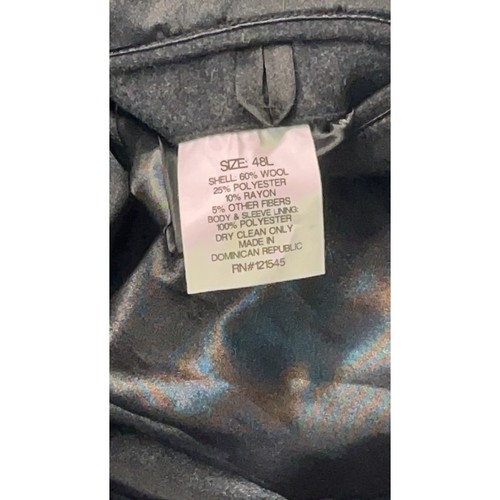 SIZE: 48L
SHELL: 60% WOOL
25% POLYESTER
10% RAYON
5% OTHER FIBERS
BODY & SLEEVE LINING:
100% POLYESTER
DRY CLEAN ONLY
MADE IN
DOMINICAN REPUBLIC
RN#121545